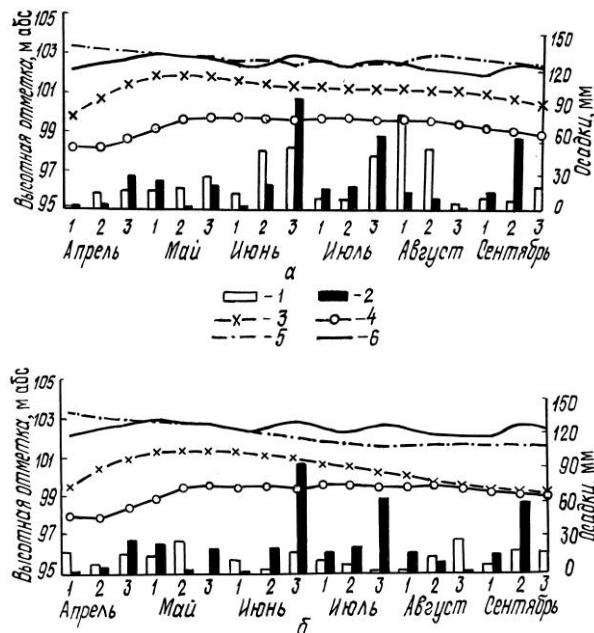 Высотная отметка, м абс
105
103
101
99
97
95
150
120
90
60
30
0
Осадки, мм
1 2 3 1 2 3 1 2 3 1 2 3 1 2 3 1 2 3
Апрель Май Июнь Июль Август Сентябрь
а
-1 -2
-3 -4
-5 -6
Высотная отметка, м абс
105
103
101
99
97
95
150
120
90
60
30
0
Осадки, мм
1 2 3 1 2 3 1 2 3 1 2 3 1 2 3 1 2 3
Апрель Май Июнь Июль Август Сентябрь
б